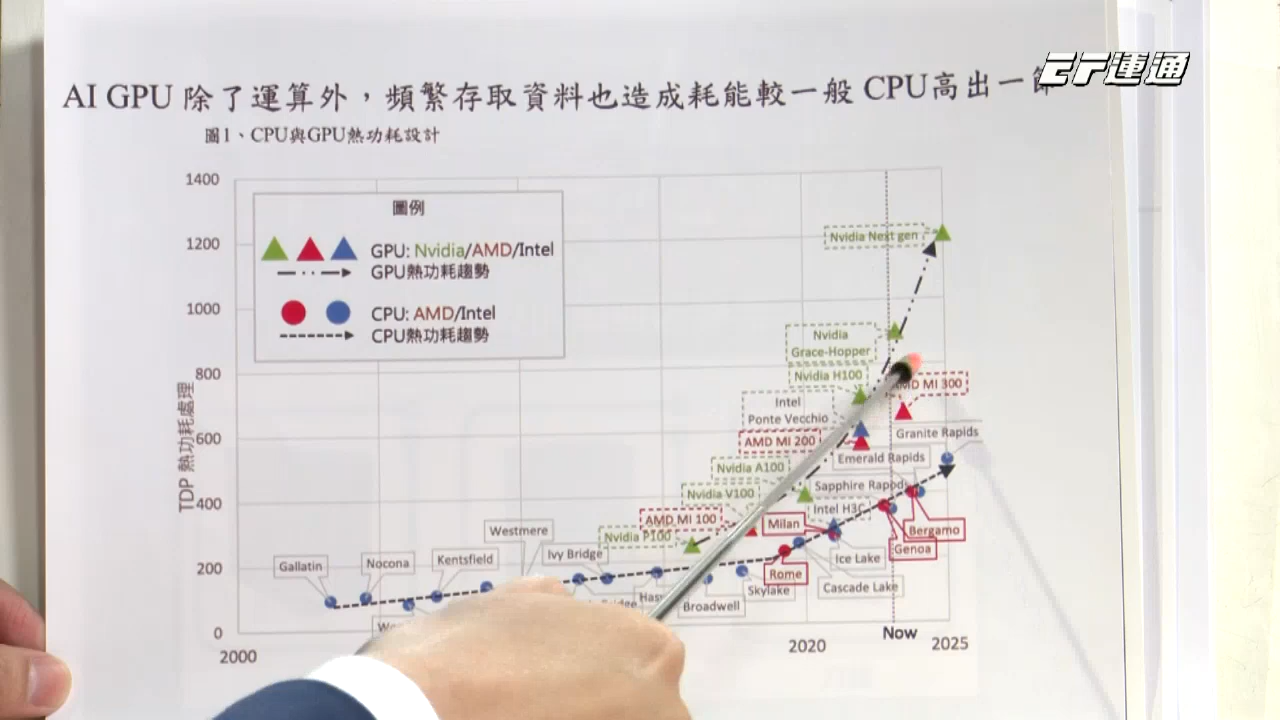 EF運通
AI GPU 除了運算外，頻繁存取資料也造成耗能較一般 CPU高出一節
圖1、CPU與GPU熱功耗設計
圖例
GPU: Nvidia/AMD/Intel
GPU熱功耗趨勢
CPU: AMD/Intel
CPU熱功耗趨勢
TDP 熱功耗處理
1400
1200
1000
800
600
400
200
0
2000
2020
Now
2025
Nvidia Next gen
Nvidia
Grace-Hopper
Nvidia H100
AMD MI 300
Intel
Ponte Vecchio
AMD MI 200
Granite Rapids
Emerald Rapids
Nvidia A100
Sapphire Rapods
Nvidia V100
Intel H3C
AMD MI 100
Milan
Bergamo
Nvidia P100
Genoa
Westmere
Ivy Bridge
Ice Lake
Gallatin
Nocona
Kentsfield
Rome
Cascade Lake
Skylake
Broadwell